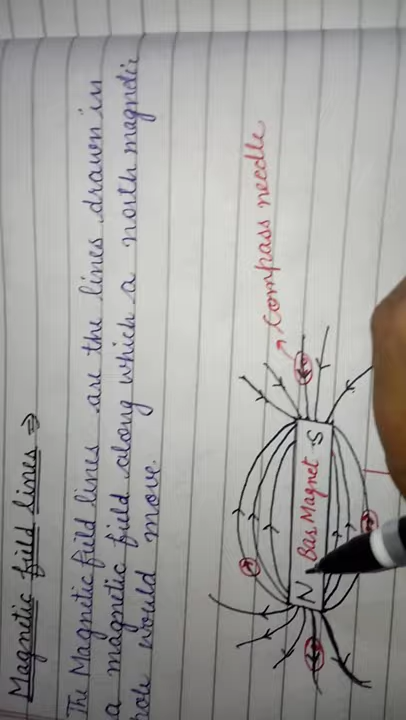 Magnetic field lines ⇒
The Magnetic field lines are the lines drawn in
a magnetic field along which a north magnetic
pole would move.
compass needle
N Bar Magnet S